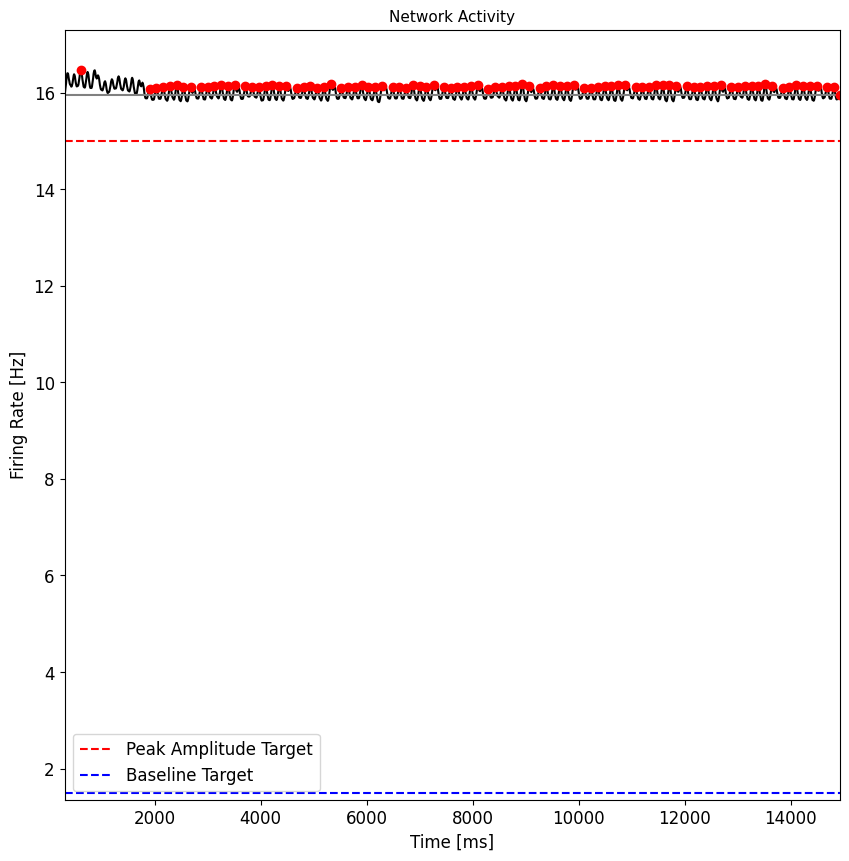 Network Activity
Firing Rate [Hz]
16
14
12
10
8
6
4
2
Peak Amplitude Target
Baseline Target
2000 4000 6000 8000 10000 12000 14000
Time [ms]